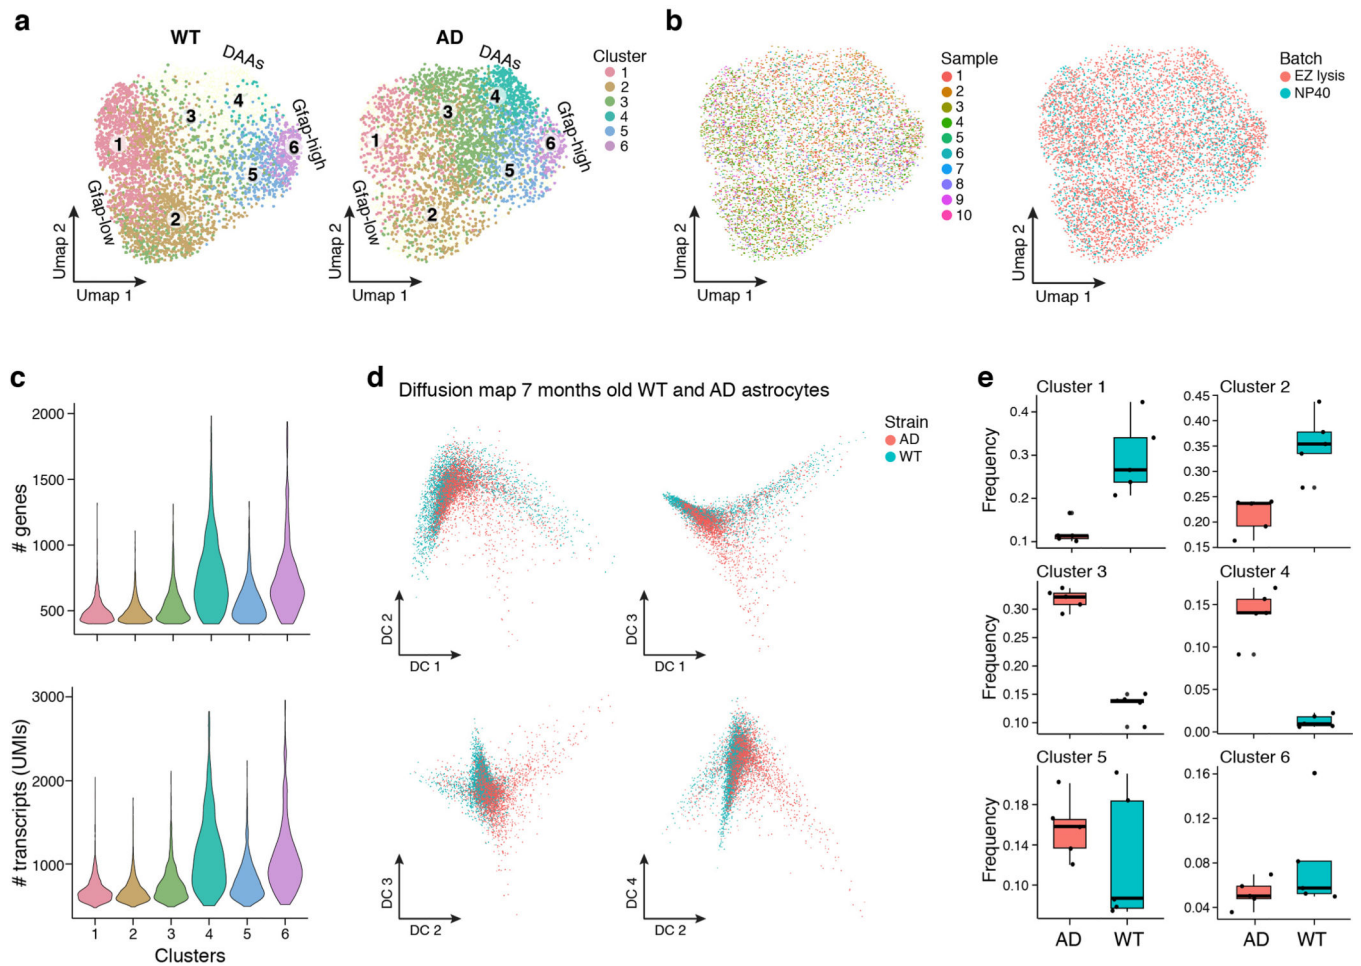 a
WT
AD
DAAs
DAAs
Gfap-high
Gfap-high
Gfap-low
Gfap-low
1
2
3
4
5
6
1
2
3
4
5
6
Umap 2
Umap 1
Umap 2
Umap 1
Cluster
1
2
3
4
5
6
b
Umap 2
Umap 1
Sample
1
2
3
4
5
6
7
8
9
10
Umap 2
Umap 1
Batch
EZ lysis
NP40
c
# genes
2000
1500
1000
500
# transcripts (UMIs)
3000
2000
1000
1 2 3 4 5 6
Clusters
d
Diffusion map 7 months old WT and AD astrocytes
Strain
AD
WT
DC 2
DC 1
DC 3
DC 1
DC 3
DC 2
DC 4
DC 2
e
Cluster 1
Frequency
0.4
0.3
0.2
0.1
Cluster 2
0.45
0.40
0.35
0.30
0.25
0.20
0.15
Cluster 3
Frequency
0.30
0.15
0.10
Cluster 4
0.15
0.10
0.05
0.00
Cluster 5
Frequency
0.18
0.14
0.10
AD WT
Cluster 6
0.16
0.12
0.08
0.04
AD WT